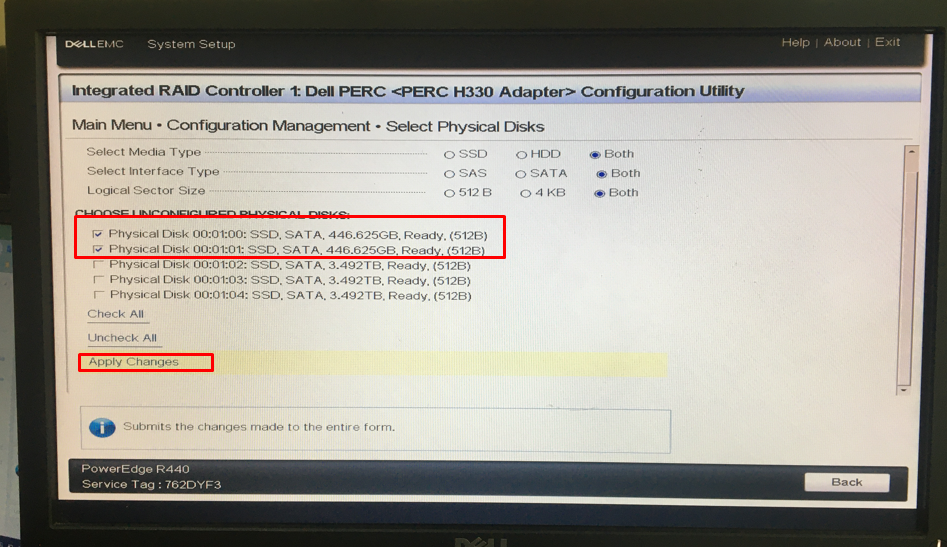 DELLEMC System Setup Help | About | Exit
Integrated RAID Controller 1: Dell PERC <PERC H330 Adapter> Configuration Utility
Main Menu • Configuration Management • Select Physical Disks
Select Media Type SSD HDD Both
Select Interface Type SAS SATA Both
Logical Sector Size 512 B 4 KB Both
CHOOSE UNCONFIGURED PHYSICAL DISKS:
Physical Disk 00:01:00: SSD, SATA, 446.625GB, Ready, (512B)
Physical Disk 00:01:01: SSD, SATA, 446.625GB, Ready, (512B)
Physical Disk 00:01:02: SSD, SATA, 3.492TB, Ready, (512B)
Physical Disk 00:01:03: SSD, SATA, 3.492TB, Ready, (512B)
Physical Disk 00:01:04: SSD, SATA, 3.492TB, Ready, (512B)
Check All
Uncheck All
Apply Changes
Submits the changes made to the entire form.
PowerEdge R440
Service Tag : 762DYF3
Back
DELL